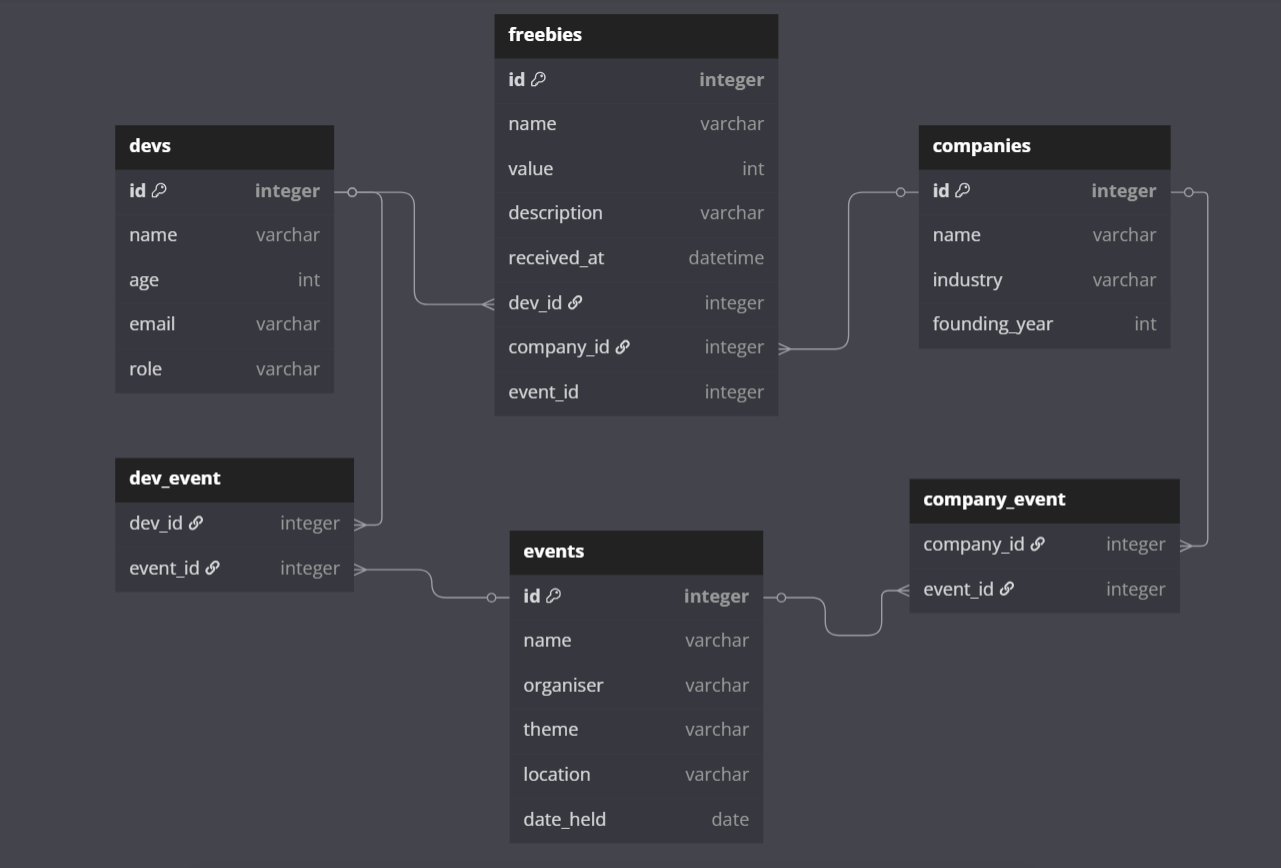 freebies
id integer
name varchar
value int
description varchar
received_at datetime
dev_id integer
company_id integer
event_id integer
devs
id integer
name varchar
age int
email varchar
role varchar
companies
id integer
name varchar
industry varchar
founding_year int
dev_event
dev_id integer
event_id integer
events
id integer
name varchar
organiser varchar
theme varchar
location varchar
date_held date
company_event
company_id integer
event_id integer